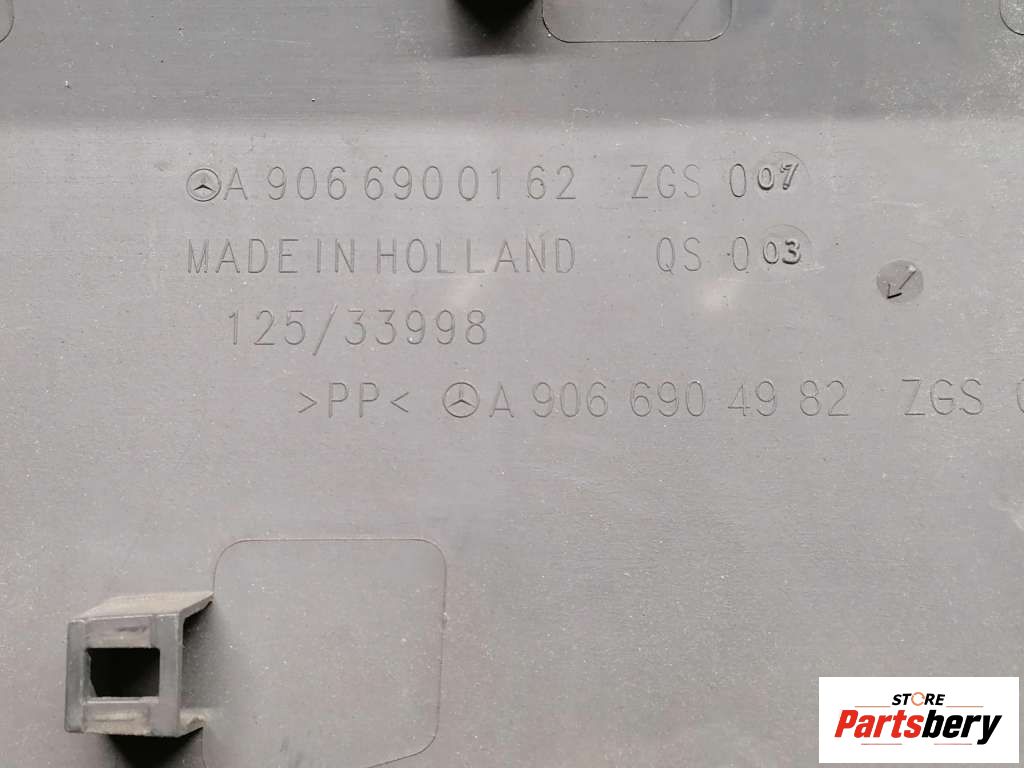 A 906 690 01 62 ZGS 007
MADE IN HOLLAND QS 003
125/33998
>PP< A 906 690 49 82 ZGS 0
STORE
Partsbery